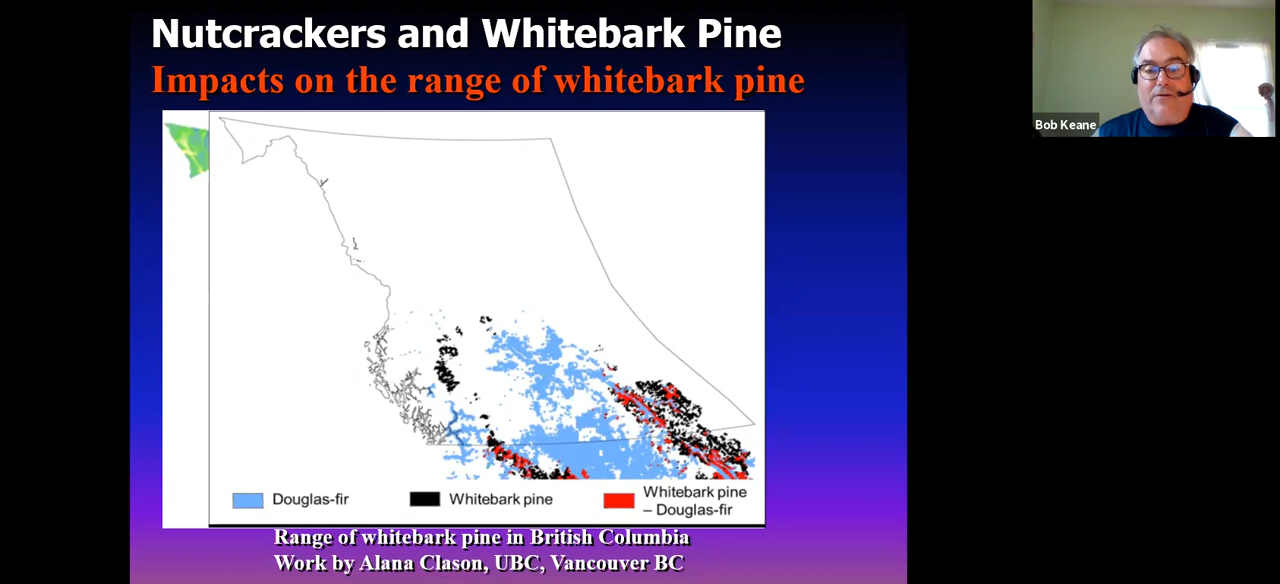 Nutcrackers and Whitebark Pine
Impacts on the range of whitebark pine
Bob Keane
Douglas-fir
Whitebark pine
Whitebark pine
– Douglas-fir
Range of whitebark pine in British Columbia
Work by Alana Clason, UBC, Vancouver BC